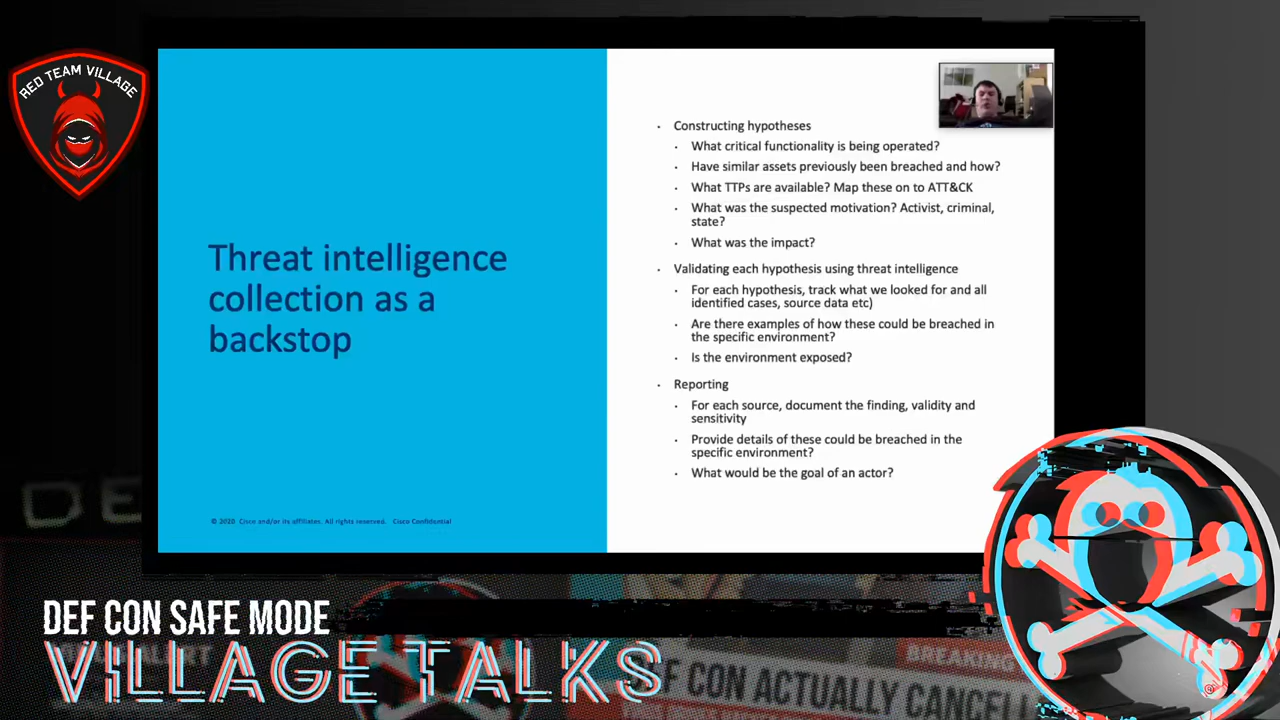 RED TEAM VILLAGE
Threat intelligence
collection as a
backstop
© 2020 Cisco and/or its affiliates. All rights reserved. Cisco Confidential
• Constructing hypotheses
• What critical functionality is being operated?
• Have similar assets previously been breached and how?
• What TTPs are available? Map these on to ATT&CK
• What was the suspected motivation? Activist, criminal,
state?
• What was the impact?
• Validating each hypothesis using threat intelligence
• For each hypothesis, track what we looked for and all
identified cases, source data etc)
• Are there examples of how these could be breached in
the specific environment?
• Is the environment exposed?
• Reporting
• For each source, document the finding, validity and
sensitivity
• Provide details of these could be breached in the
specific environment?
• What would be the goal of an actor?
DEF CON SAFE MODE
VILLAGE TALKS
BREAKING
DEF CON ACTUALLY CANCELL